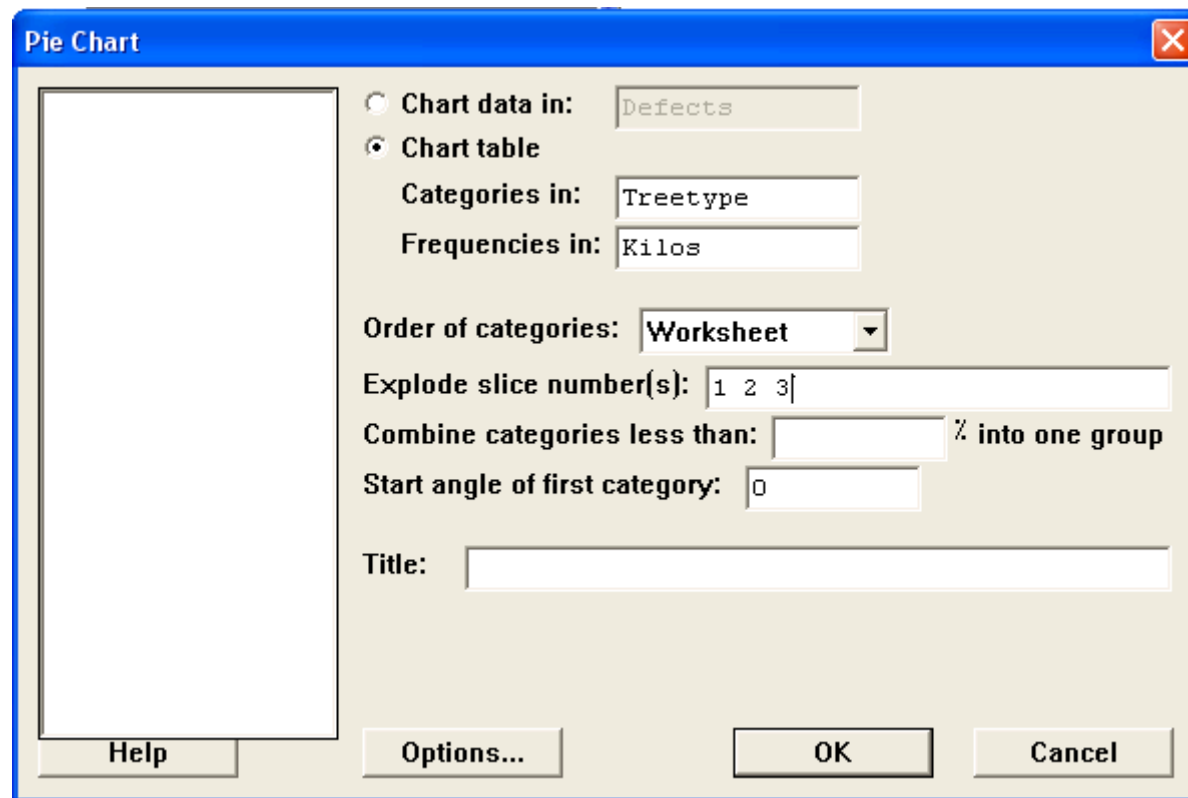 Pie Chart
Chart data in: Defects
Chart table
Categories in: Treetype
Frequencies in: Kilos
Order of categories: Worksheet
Explode slice number(s): 1 2 3
Combine categories less than: % into one group
Start angle of first category: 0
Title:
Help Options... OK Cancel